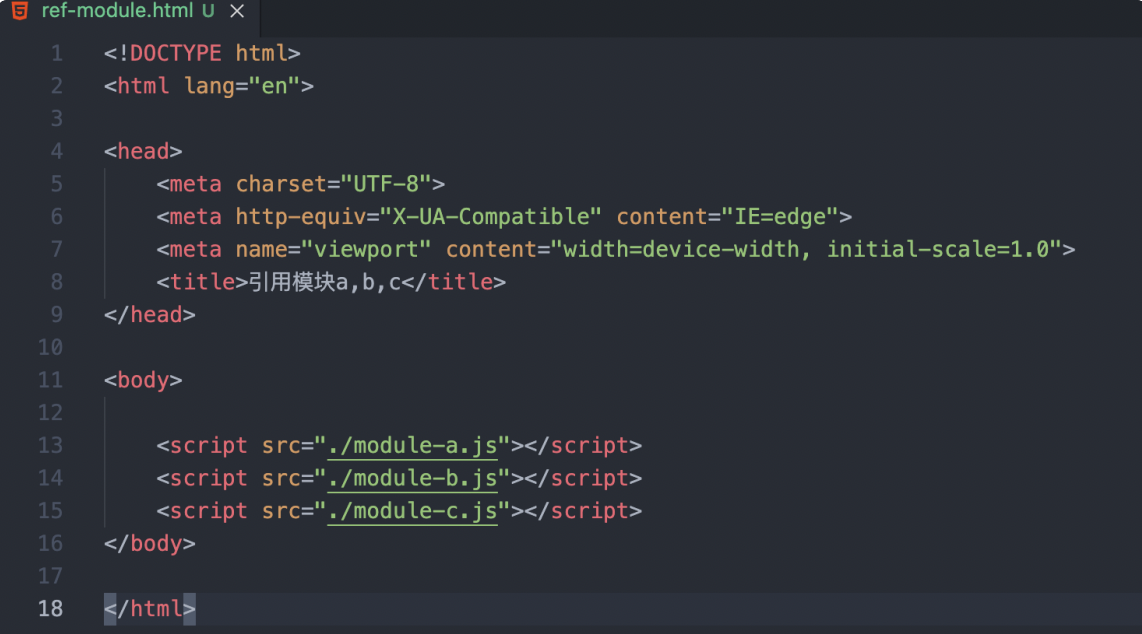 ref-module.html U ×
1 <!DOCTYPE html>
2 <html lang="en">
3
4 <head>
5     <meta charset="UTF-8">
6     <meta http-equiv="X-UA-Compatible" content="IE=edge">
7     <meta name="viewport" content="width=device-width, initial-scale=1.0">
8     <title>引用模块a,b,c</title>
9 </head>
10
11 <body>
12
13     <script src="./module-a.js"></script>
14     <script src="./module-b.js"></script>
15     <script src="./module-c.js"></script>
16 </body>
17
18 </html>